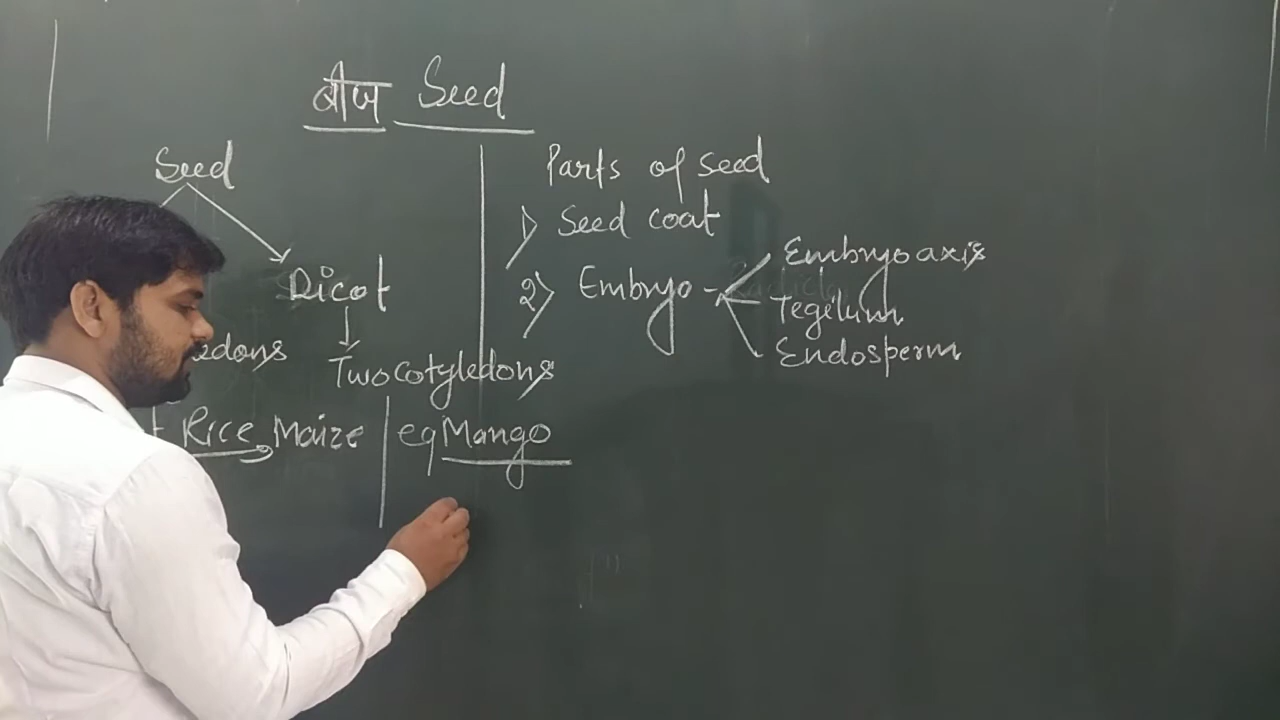 बीज Seed
Seed
Dicot
edons
Two cotyledons
Rice, Maize
eg Mango
Parts of seed
1) Seed coat
2) Embryo - Embryo axis
Tegillum
Endosperm